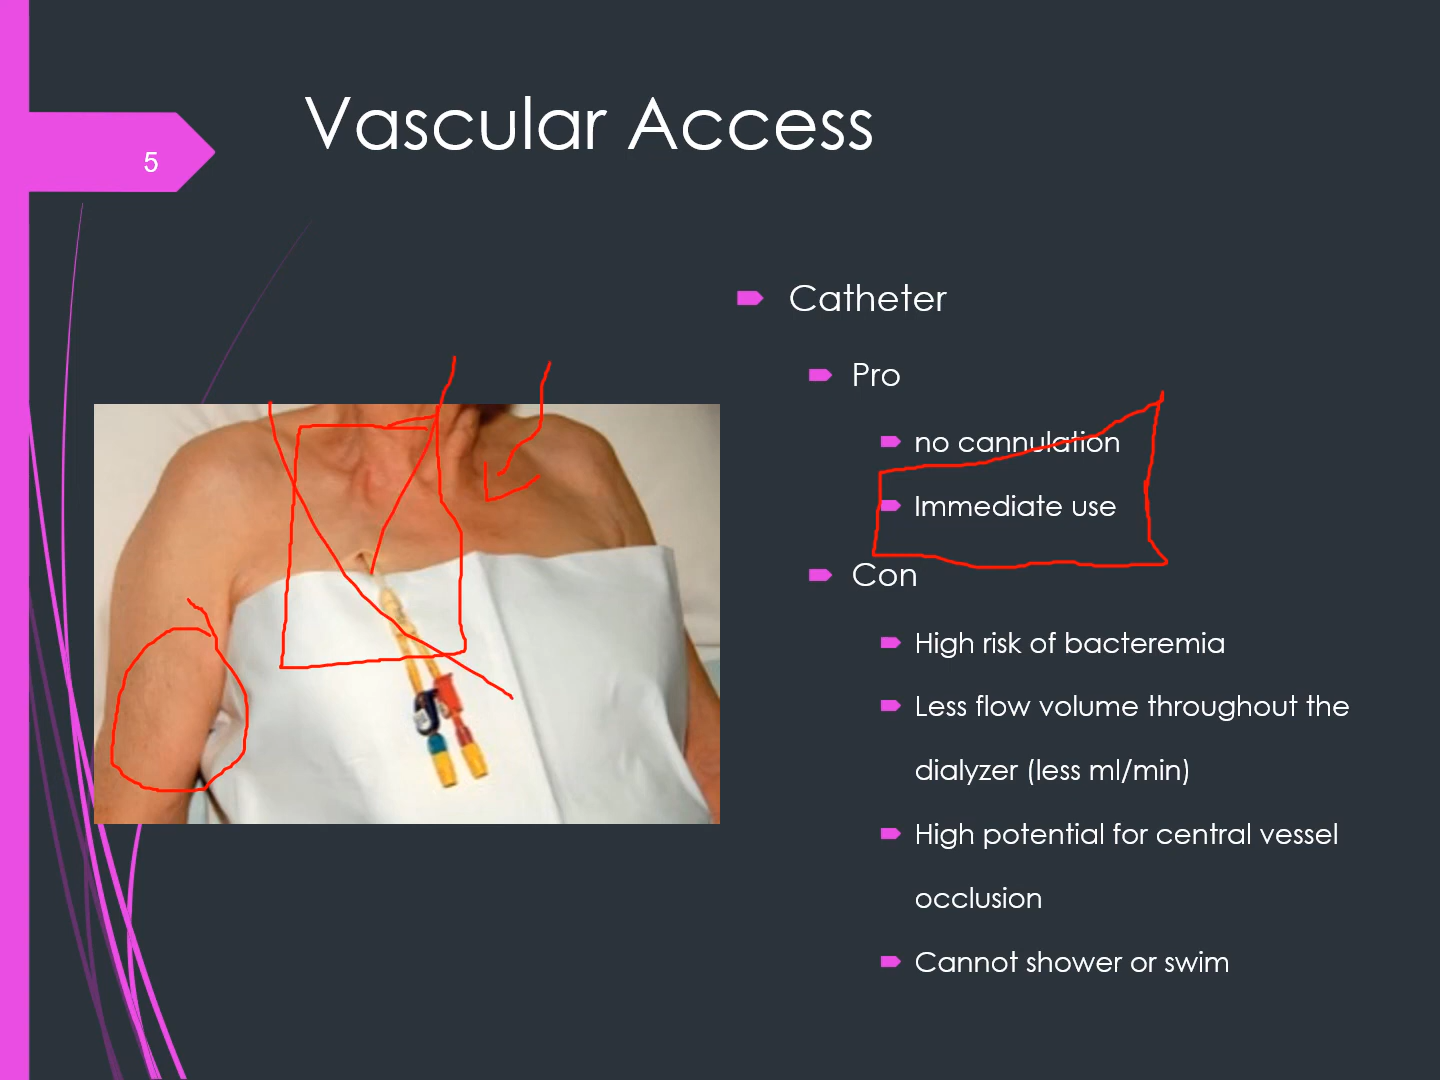 Vascular Access
5
Catheter
Pro
no cannulation
Immediate use
Con
High risk of bacteremia
Less flow volume throughout the
dialyzer (less ml/min)
High potential for central vessel
occlusion
Cannot shower or swim